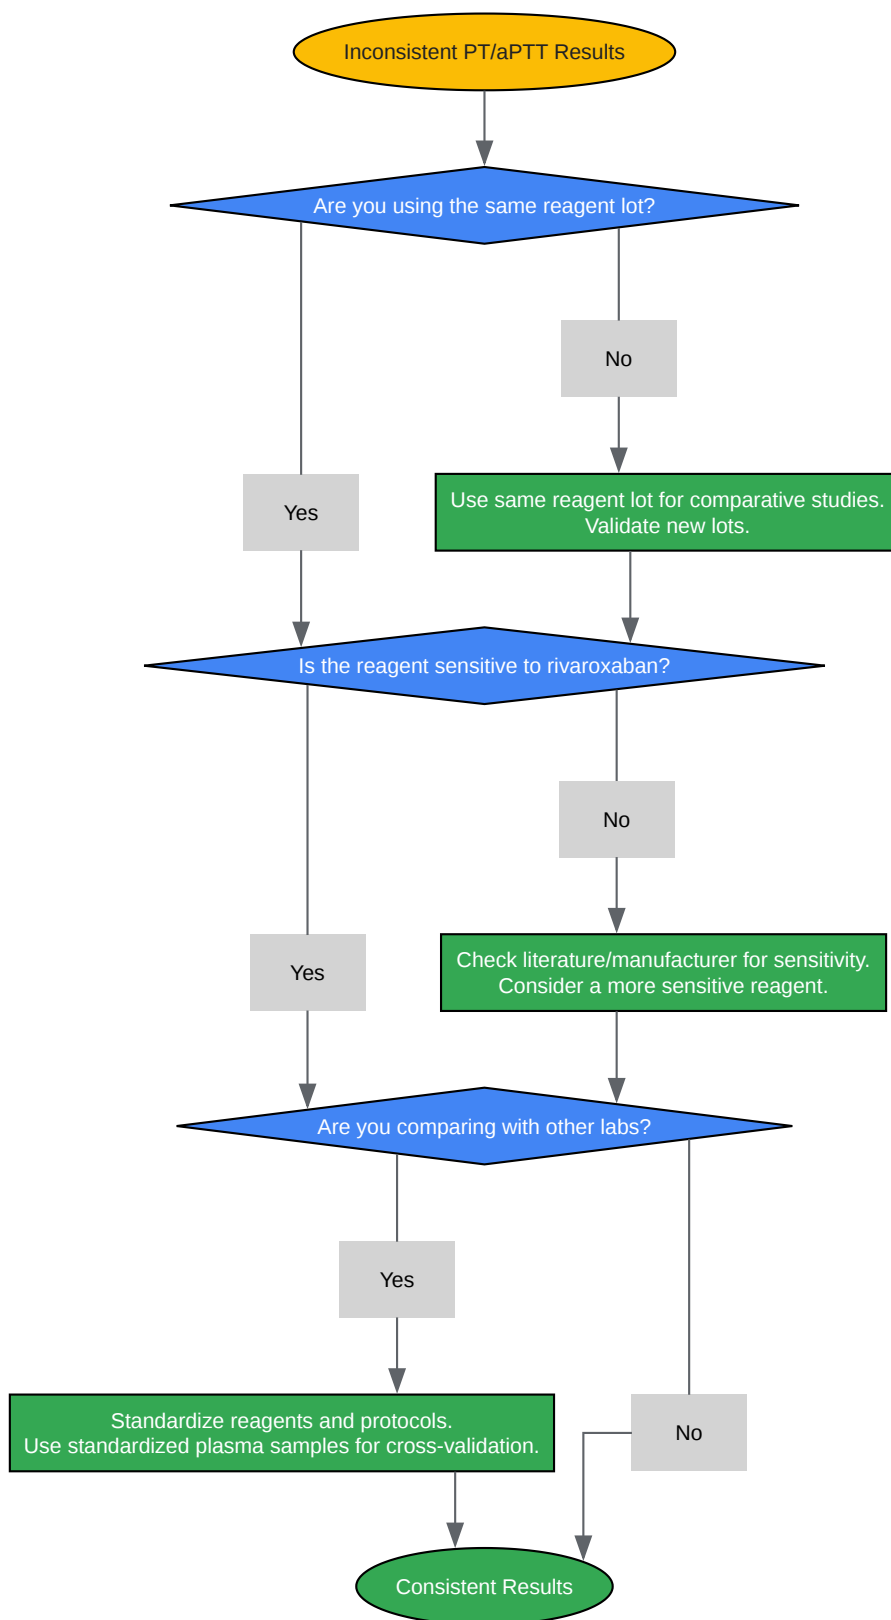 Inconsistent PT/aPTT Results
Are you using the same reagent lot?
No
Yes
Use same reagent lot for comparative studies.
Validate new lots.
Is the reagent sensitive to rivaroxaban?
No
Yes
Check literature/manufacturer for sensitivity.
Consider a more sensitive reagent.
Are you comparing with other labs?
Yes
No
Standardize reagents and protocols.
Use standardized plasma samples for cross-validation.
Consistent Results